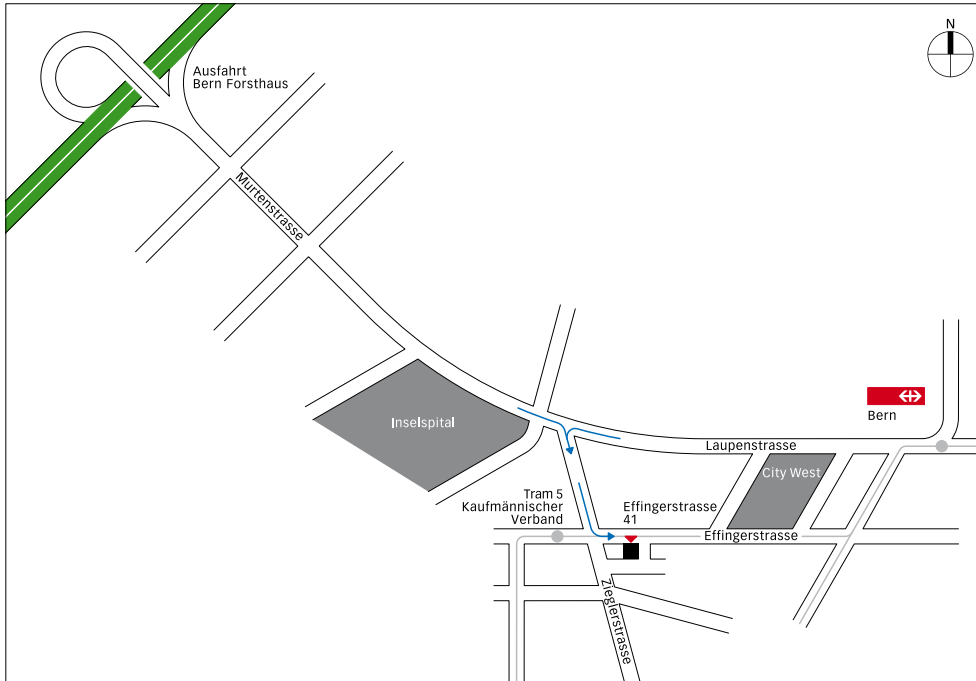 N
Ausfahrt
Bern Forsthaus
Murtenstrasse
Bern
Inselspital
Laupenstrasse
City West
Tram 5
Kaufmännischer
Verband
Effingerstrasse
41
Effingerstrasse
Zieglerstrasse